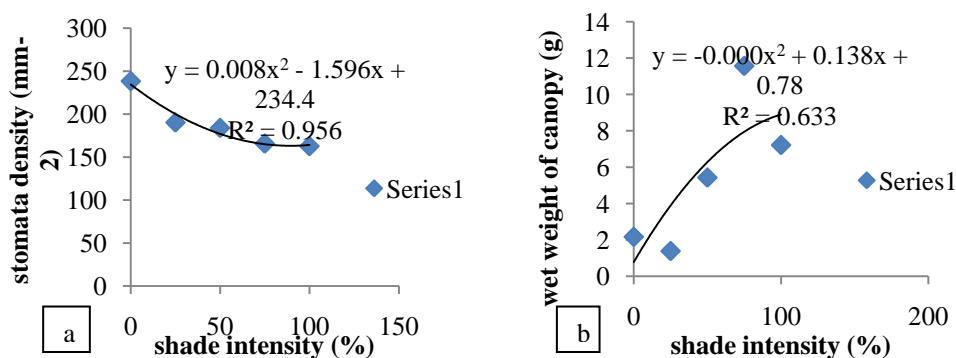 stomata density (mm-
2)
300
250
200
150
100
50
0
y = 0.008x² - 1.596x +
234.4
R² = 0.956
Series1
0
50
100
150
shade intensity (%)
a
wet weight of canopy (g)
14
12
10
8
6
4
2
0
y = -0.000x² + 0.138x +
0.78
R² = 0.633
Series1
0
100
200
shade intensity (%)
b